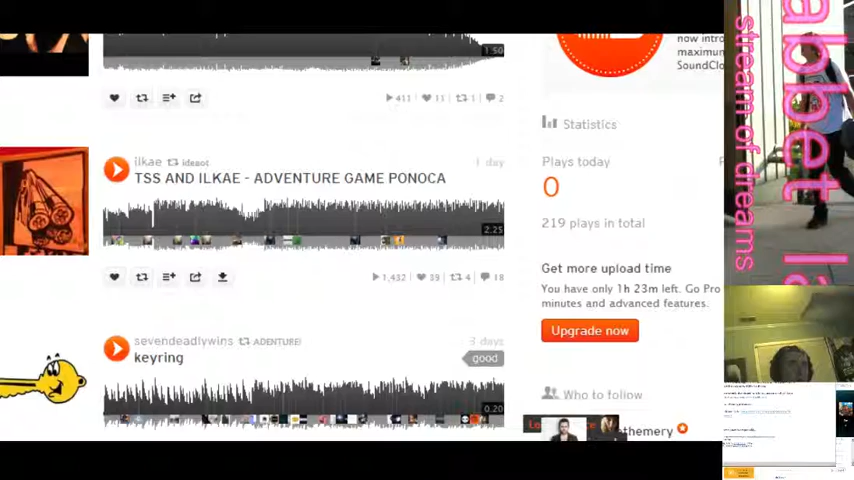 1.50
now intro
maximum
SoundClo
411 11 1 2
Statistics
ilkae ideaot
1 day
TSS AND ILKAE - ADVENTURE GAME PONOCA
Plays today
0
2.25
219 plays in total
Get more upload time
1,432 39 4 18
You have only 1h 23m left. Go Pro
minutes and advanced features.
Upgrade now
sevendeadlywins ADENTURE!
3 days
keyring
good
Who to follow
0.20
themery
abbet la
stream of dreams